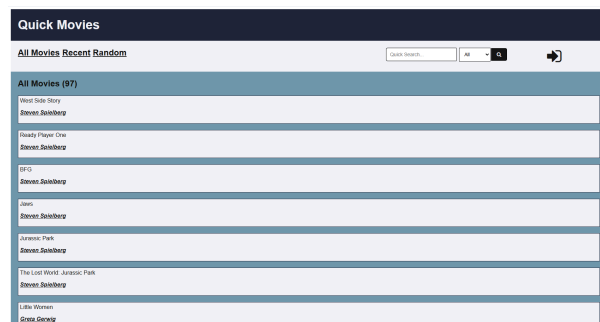 Quick Movies
All Movies Recent Random
Quick Search...
All
All Movies (97)
West Side Story
Steven Spielberg
Ready Player One
Steven Spielberg
BFG
Steven Spielberg
Jaws
Steven Spielberg
Jurassic Park
Steven Spielberg
The Lost World: Jurassic Park
Steven Spielberg
Little Women
Greta Gerwig